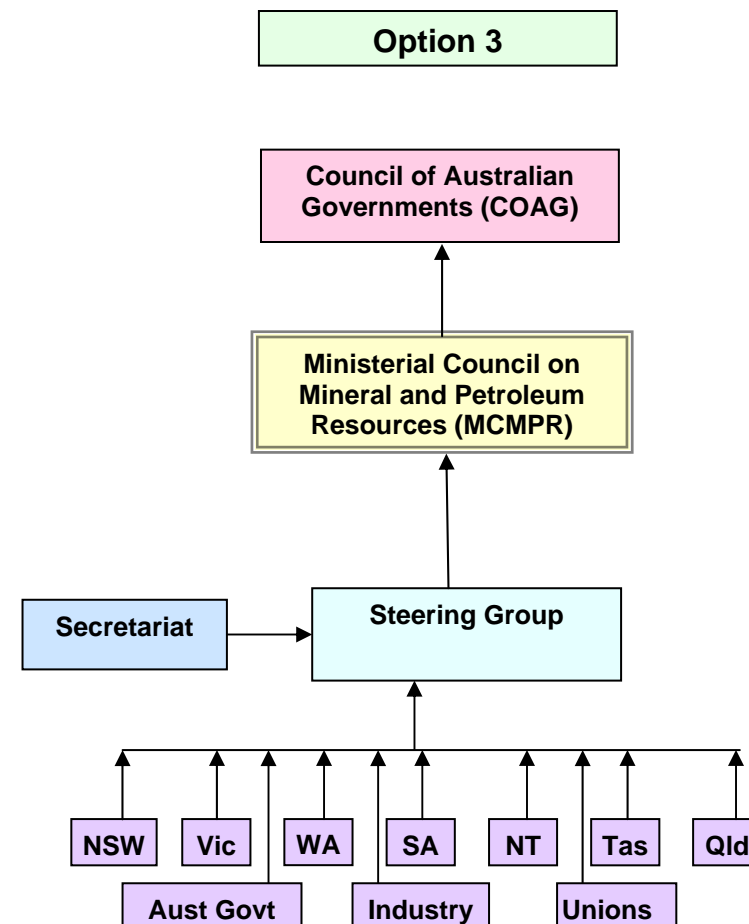 Option 3
Council of Australian
Governments (COAG)
Ministerial Council on
Mineral and Petroleum
Resources (MCMPR)
Secretariat
Steering Group
NSW
Vic
WA
SA
NT
Tas
Qld
Aust Govt
Industry
Unions